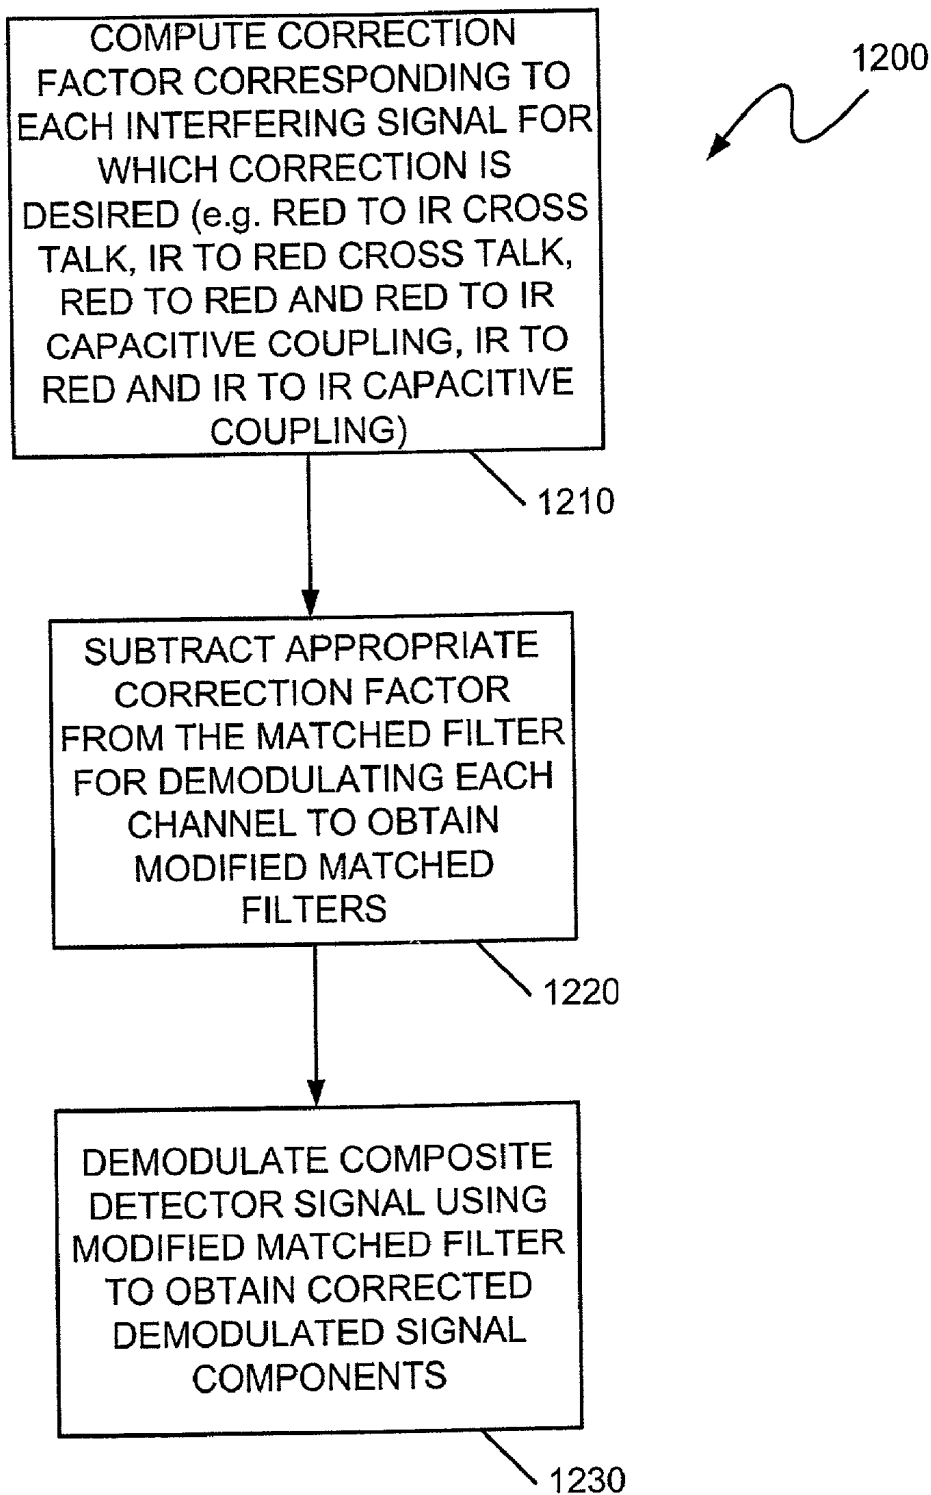 COMPUTE CORRECTION
FACTOR CORRESPONDING TO
EACH INTERFERING SIGNAL FOR
WHICH CORRECTION IS
DESIRED (e.g. RED TO IR CROSS
TALK, IR TO RED CROSS TALK,
RED TO RED AND RED TO IR
CAPACITIVE COUPLING, IR TO
RED AND IR TO IR CAPACITIVE
COUPLING)
1200
1210
SUBTRACT APPROPRIATE
CORRECTION FACTOR
FROM THE MATCHED FILTER
FOR DEMODULATING EACH
CHANNEL TO OBTAIN
MODIFIED MATCHED
FILTERS
1220
DEMODULATE COMPOSITE
DETECTOR SIGNAL USING
MODIFIED MATCHED FILTER
TO OBTAIN CORRECTED
DEMODULATED SIGNAL
COMPONENTS
1230